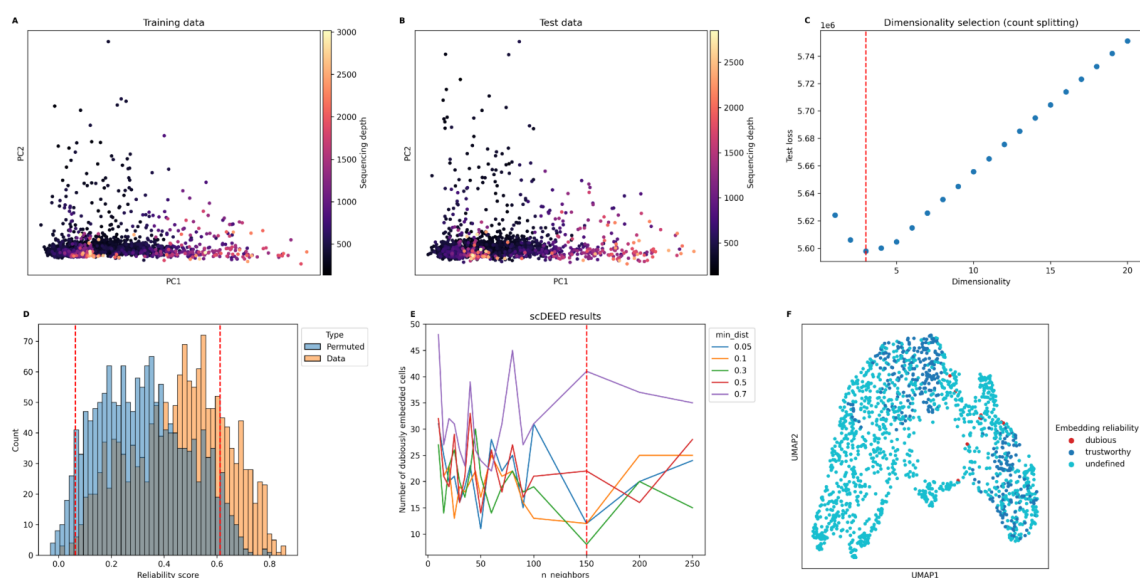 A
Training data
PC2
PC1
3000
2500
2000
1500
1000
500
Sequencing depth
B
Test data
PC2
PC1
2500
2000
1500
1000
500
Sequencing depth
C
Dimensionality selection (count splitting)
1e6
5.74
5.72
5.70
5.68
5.66
5.64
5.62
5.60
Test loss
5 10 15 20
Dimensionality
D
70
60
50
40
30
20
10
0
Count
0.0 0.2 0.4 0.6 0.8
Reliability score
Type
Permuted
Data
E
scDEED results
50
45
40
35
30
25
20
15
10
Number of dubiously embedded cells
0 50 100 150 200 250
n_neighbors
min_dist
0.05
0.1
0.3
0.5
0.7
F
UMAP2
UMAP1
Embedding reliability
dubious
trustworthy
undefined